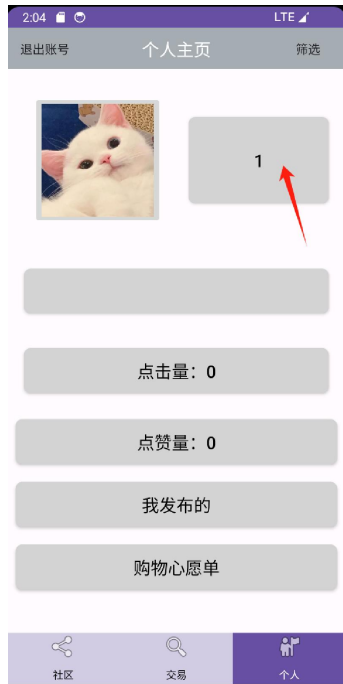 2:04 LTE
退出账号 个人主页 筛选
1
点击量：0
点赞量：0
我发布的
购物心愿单
社区 交易 个人